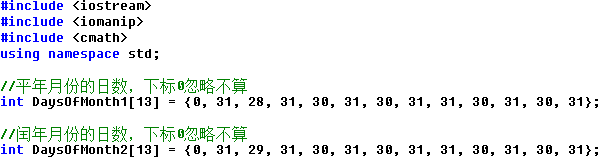 #include <iostream>
#include <iomanip>
#include <cmath>
using namespace std;
//平年月份的日数，下标0忽略不算
int DaysOfMonth1[13] = {0, 31, 28, 31, 30, 31, 30, 31, 31, 30, 31, 30, 31};
//闰年月份的日数，下标0忽略不算
int DaysOfMonth2[13] = {0, 31, 29, 31, 30, 31, 30, 31, 31, 30, 31, 30, 31};